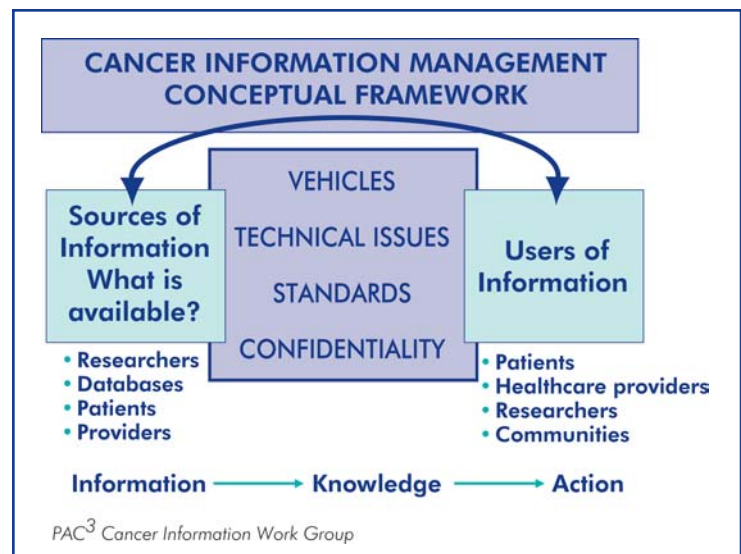 CANCER INFORMATION MANAGEMENT
CONCEPTUAL FRAMEWORK
Sources of
Information
What is
available?
• Researchers
• Databases
• Patients
• Providers
VEHICLES
TECHNICAL ISSUES
STANDARDS
CONFIDENTIALITY
Users of
Information
• Patients
• Healthcare providers
• Researchers
• Communities
Information → Knowledge → Action
PAC³ Cancer Information Work Group